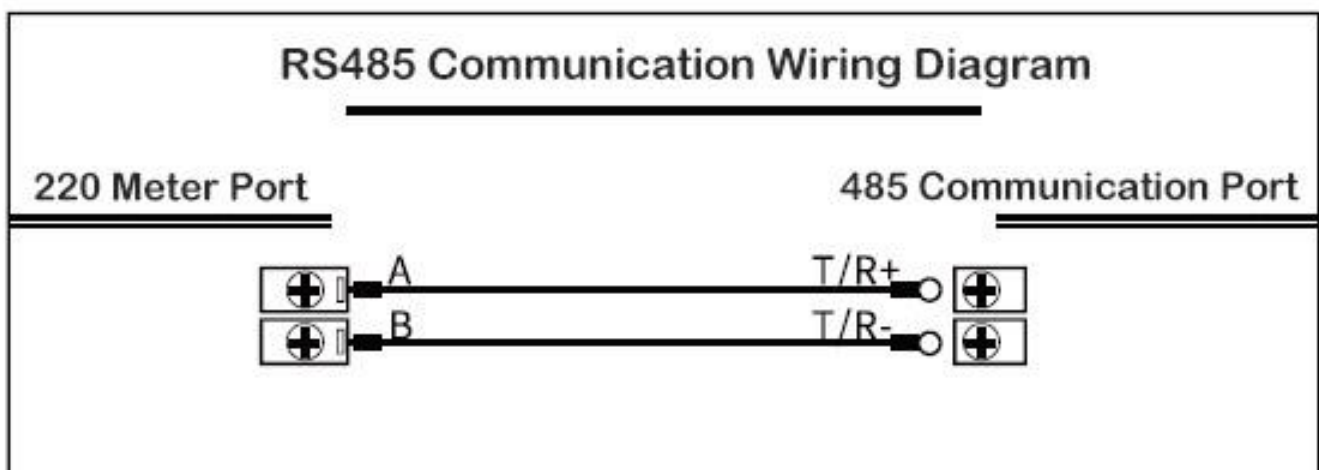 RS485 Communication Wiring Diagram
220 Meter Port
485 Communication Port
A
T/R+
B
T/R-